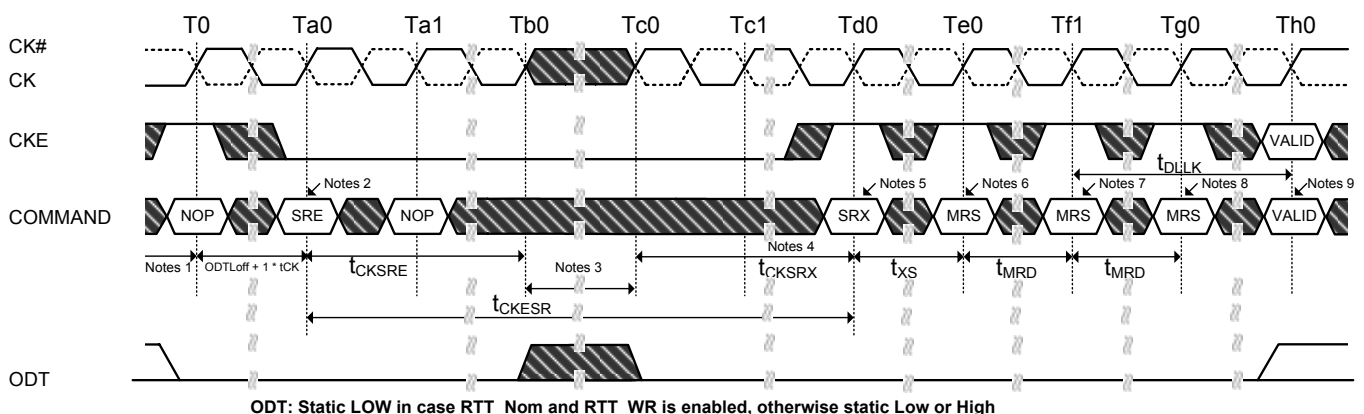 T0 Ta0 Ta1 Tb0 Tc0 Tc1 Td0 Te0 Tf1 Tg0 Th0
CK#
CK
CKE
VALID
tDLLK
Notes 2 Notes 5 Notes 6 Notes 7 Notes 8 Notes 9
COMMAND
NOP SRE NOP SRX MRS MRS MRS VALID
Notes 1 ODTLoff + 1 * tCK tCKSRE Notes 3 Notes 4 tCKSRX tXS tMRD tMRD
tCKESR
ODT
ODT: Static LOW in case RTT_Nom and RTT_WR is enabled, otherwise static Low or High